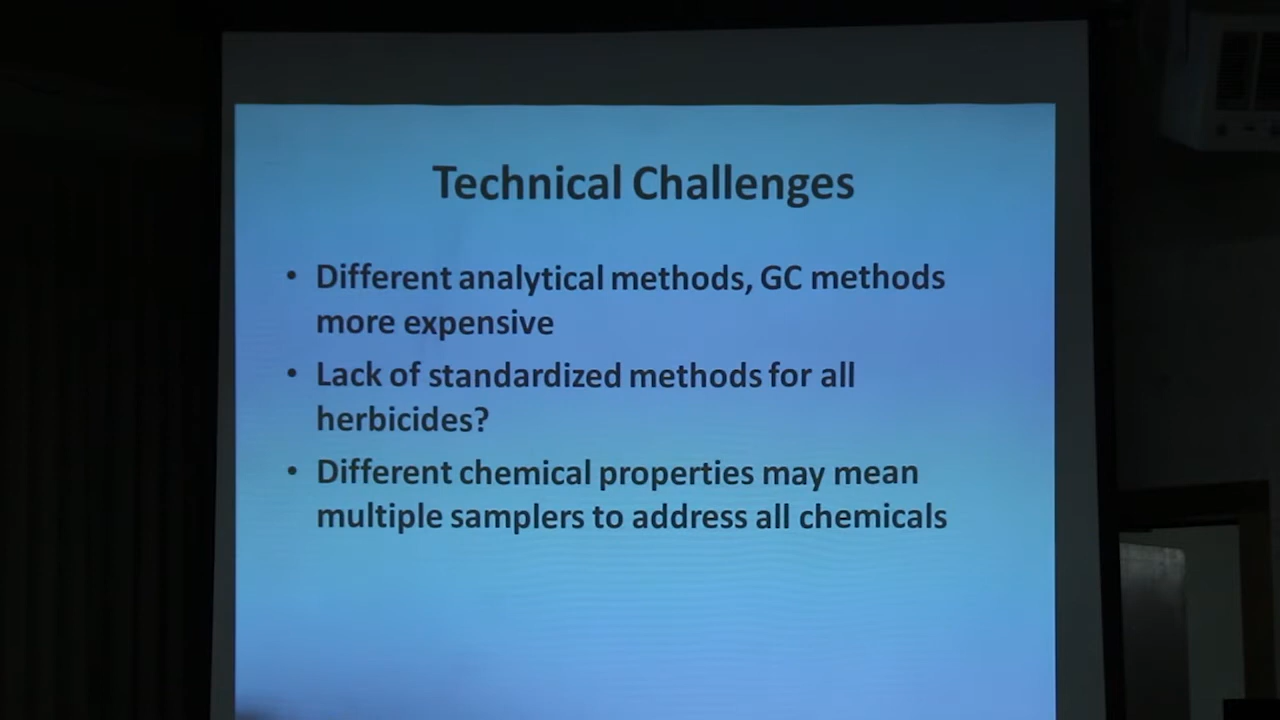 Technical Challenges
• Different analytical methods, GC methods
more expensive
• Lack of standardized methods for all
herbicides?
• Different chemical properties may mean
multiple samplers to address all chemicals